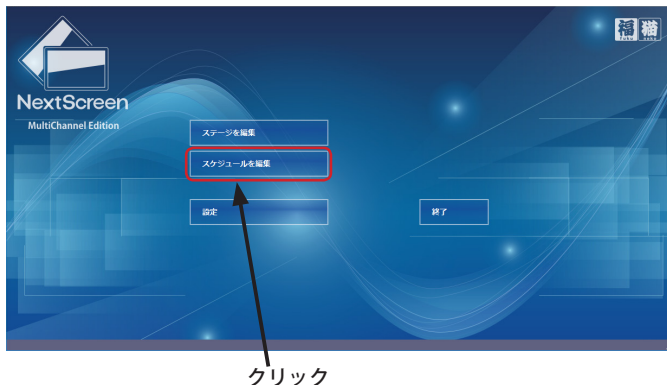 福猫
NextScreen
MultiChannel Edition
ステージを編集
スケジュールを編集
設定
終了
クリック